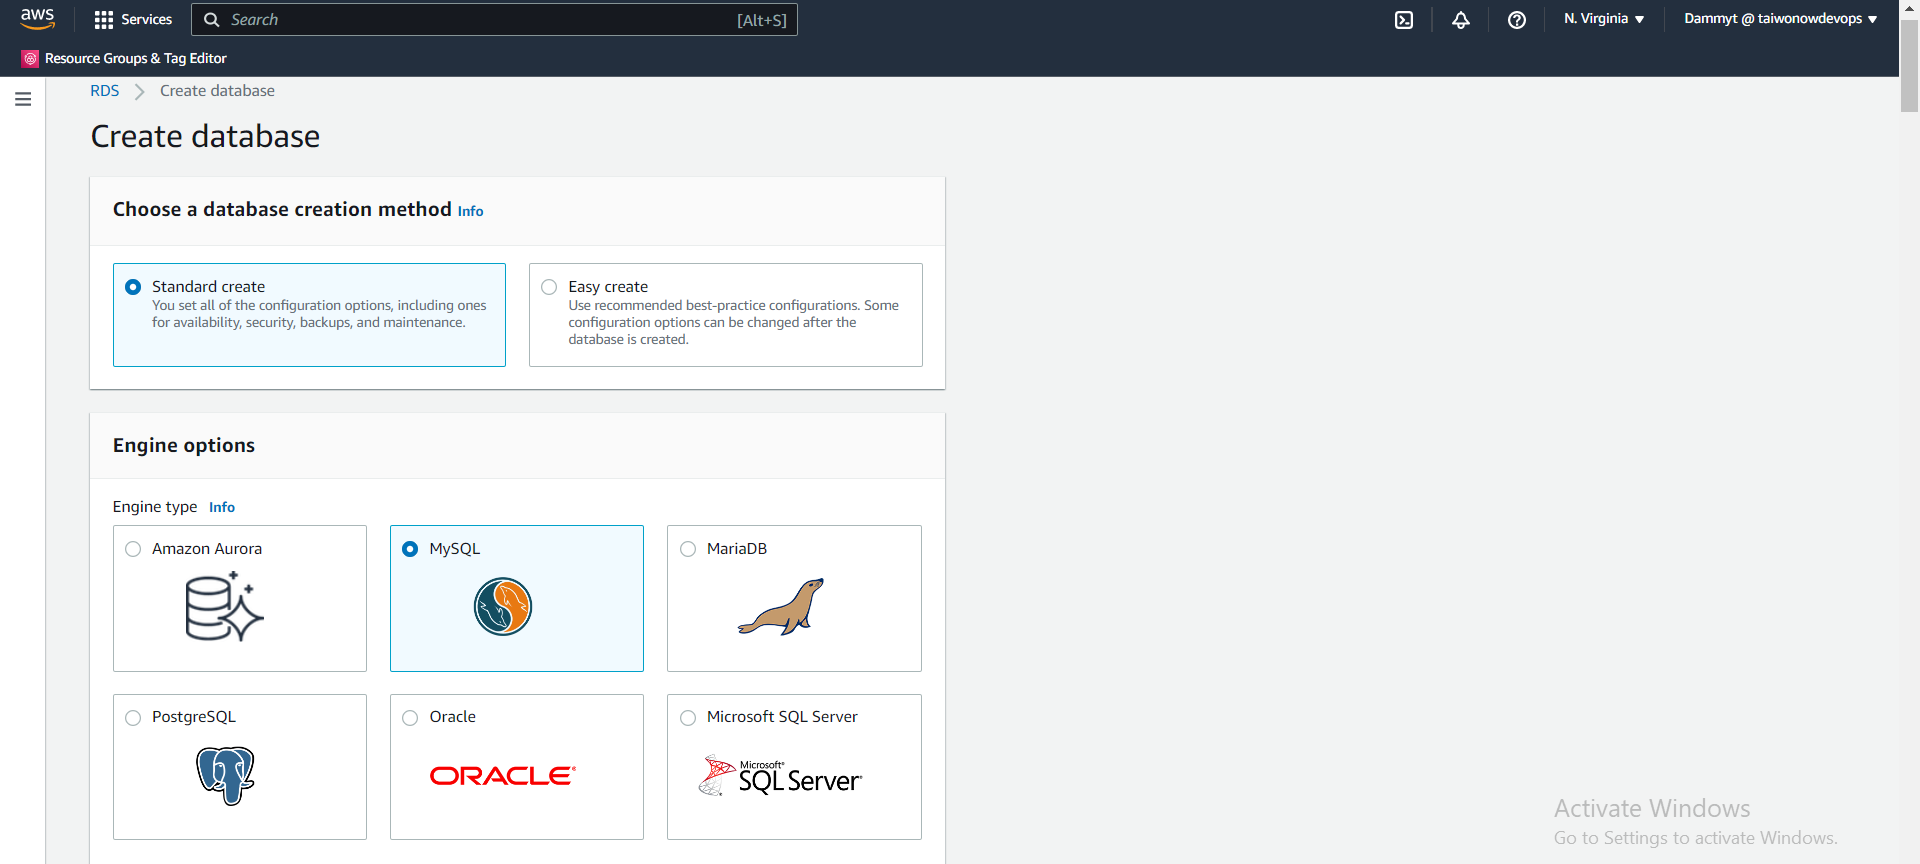 aws
Services
Search
[Alt+S]
N. Virginia
Dammyt @ taiwonowdevops
Resource Groups & Tag Editor
RDS
Create database
Create database
Choose a database creation method Info
Standard create
You set all of the configuration options, including ones
for availability, security, backups, and maintenance.
Easy create
Use recommended best-practice configurations. Some
configuration options can be changed after the
database is created.
Engine options
Engine type Info
Amazon Aurora
MySQL
MariaDB
PostgreSQL
Oracle
ORACLE
Microsoft SQL Server
Microsoft
SQL Server
Activate Windows
Go to Settings to activate Windows.